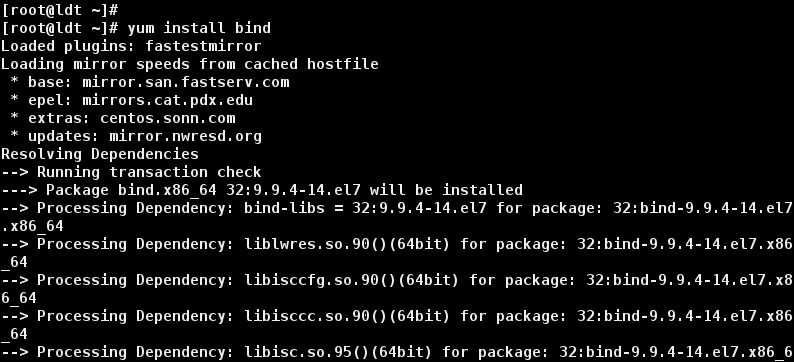 [root@ldt ~]#
[root@ldt ~]# yum install bind
Loaded plugins: fastestmirror
Loading mirror speeds from cached hostfile
 * base: mirror.san.fastserv.com
 * epel: mirrors.cat.pdx.edu
 * extras: centos.sonn.com
 * updates: mirror.nwresd.org
Resolving Dependencies
--> Running transaction check
---> Package bind.x86_64 32:9.9.4-14.el7 will be installed
--> Processing Dependency: bind-libs = 32:9.9.4-14.el7 for package: 32:bind-9.9.4-14.el7
.x86_64
--> Processing Dependency: liblwres.so.90()(64bit) for package: 32:bind-9.9.4-14.el7.x86
_64
--> Processing Dependency: libisccfg.so.90()(64bit) for package: 32:bind-9.9.4-14.el7.x8
6_64
--> Processing Dependency: libisccc.so.90()(64bit) for package: 32:bind-9.9.4-14.el7.x86
_64
--> Processing Dependency: libisc.so.95()(64bit) for package: 32:bind-9.9.4-14.el7.x86_6